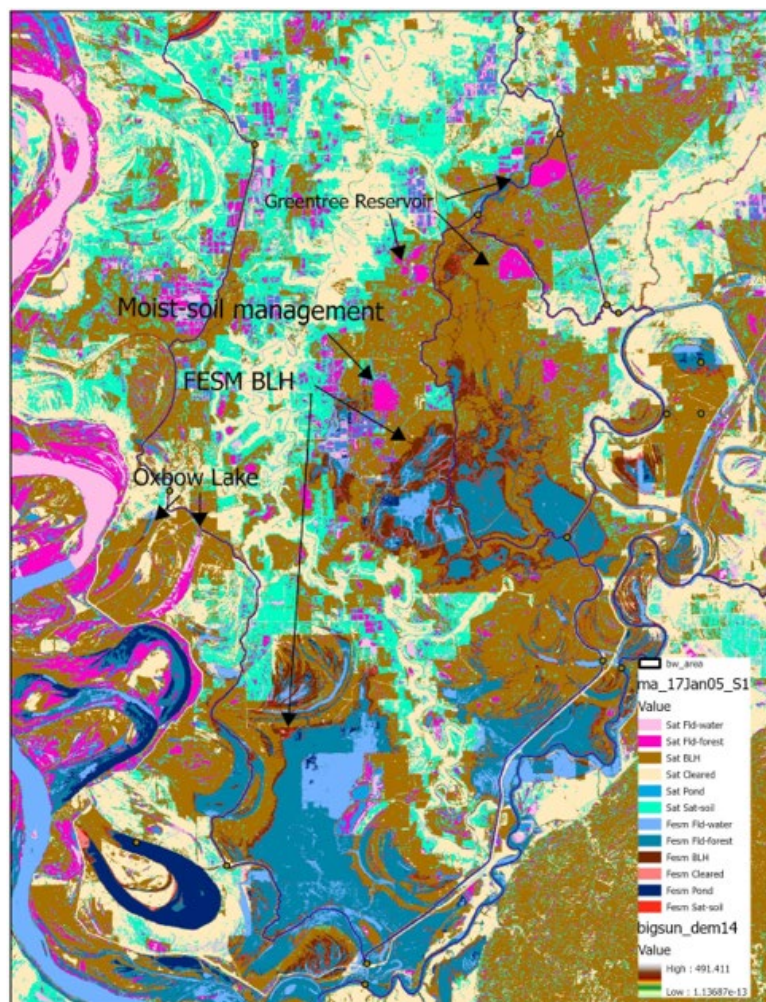 Greentree Reservoir
Moist-soil management
FESM BLH
Oxbow Lake
bw_area
ma_17Jan05_S1
Value
Sat Fld-water
Sat Fld-forest
Sat BLH
Sat Cleared
Sat Pond
Sat Sat-soil
Fesm Fld-water
Fesm Fld-forest
Fesm BLH
Fesm Cleared
Fesm Pond
Fesm Sat-soil
bigsun_dem14
Value
High : 491.411
Low : 1.13687e-13